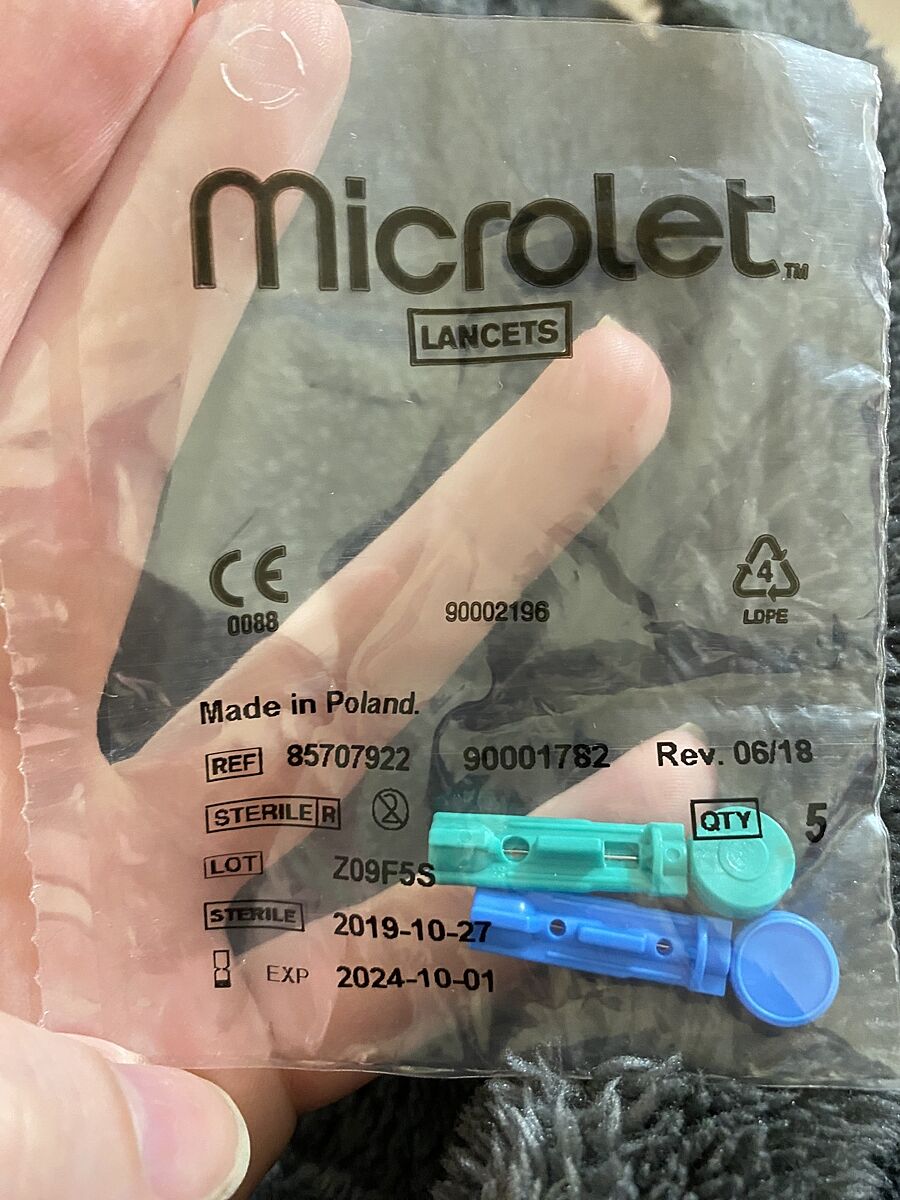 microlet™
LANCETS
CE
0088
90002196
4
LDPE
Made in Poland.
REF 85707922 90001782 Rev. 06/18
STERILE R 2
QTY 5
LOT Z09F5S
STERILE 2019-10-27
EXP 2024-10-01